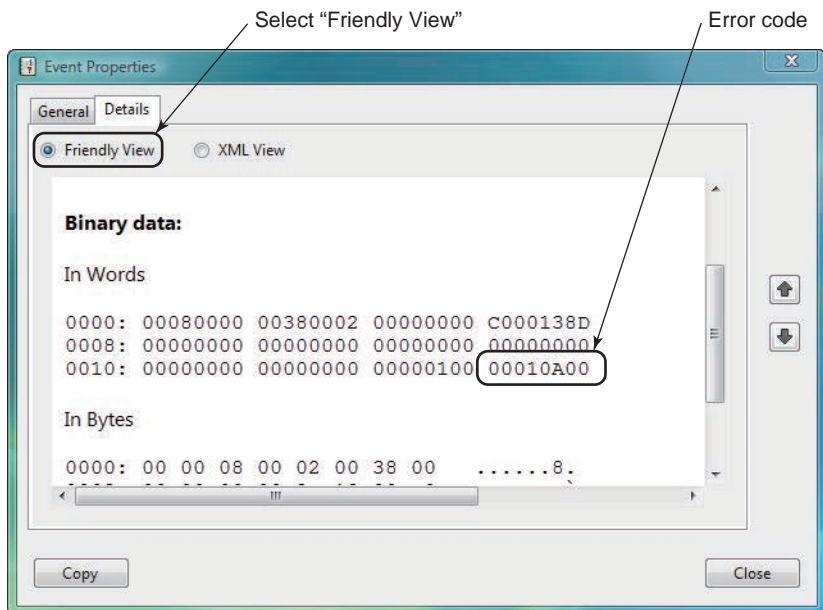 Select “Friendly View”
Error code
Event Properties
General
Details
Friendly View
XML View
Binary data:
In Words
0000: 00080000 00380002 00000000 C000138D
0008: 00000000 00000000 00000000 00000000
0010: 00000000 00000000 00000100 00010A00
In Bytes
0000: 00 00 08 00 02 00 38 00 ......8.
Copy
Close